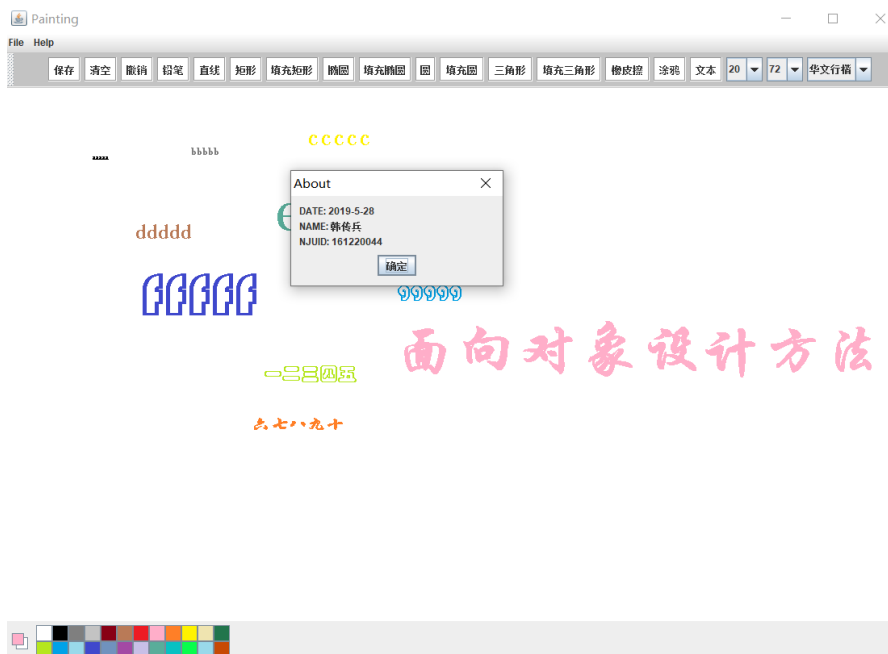 Painting
File Help
保存 清空 撤销 铅笔 直线 矩形 填充矩形 椭圆 填充椭圆 圆 填充圆 三角形 填充三角形 橡皮擦 涂鸦 文本 20 72 华文行楷
aaaaa
bbbbb
ccccc
ddddd
e
About
DATE: 2019-5-28
NAME: 韩传兵
NJUID: 161220044
确定
fffff
ggggg
面向对象设计方法
一二三四五
六七八九十